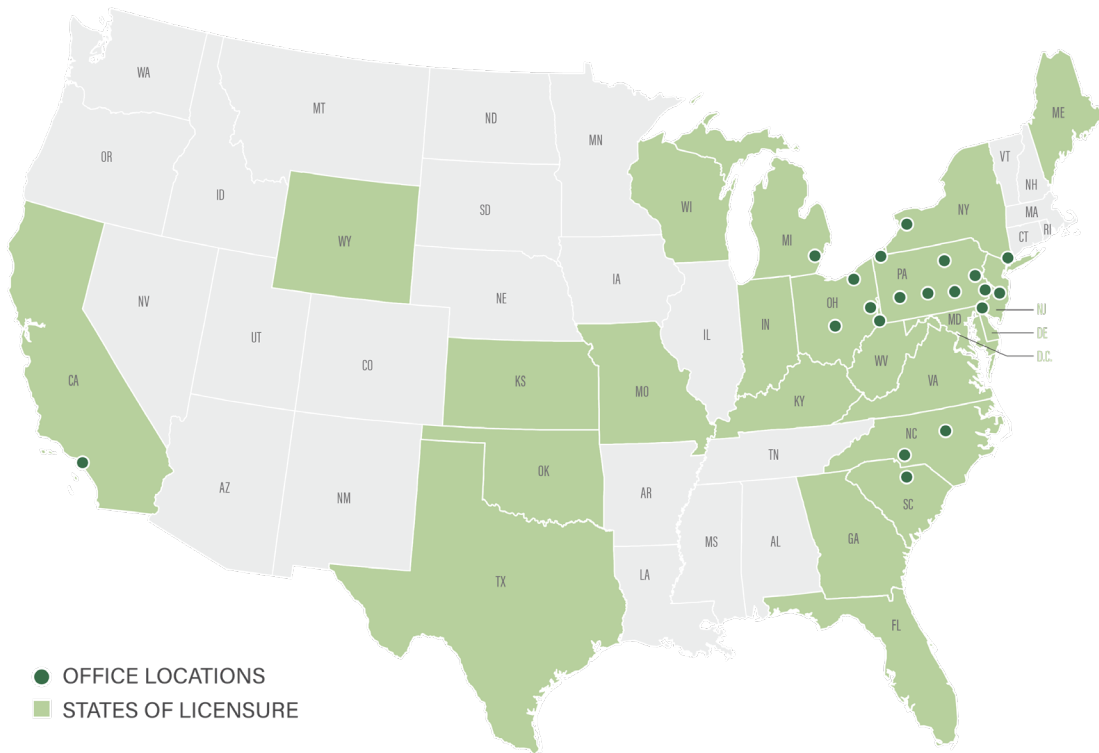 WA
MT
ND
MN
ME
OR
ID
SD
WI
VT
NH
NY
MA
CT
RI
WY
MI
IA
NE
PA
NV
UT
CO
IL
IN
OH
MD
NJ
DE
D.C.
WV
VA
CA
KS
MO
KY
NC
TN
AZ
NM
OK
AR
SC
MS
AL
GA
TX
LA
FL
OFFICE LOCATIONS
STATES OF LICENSURE